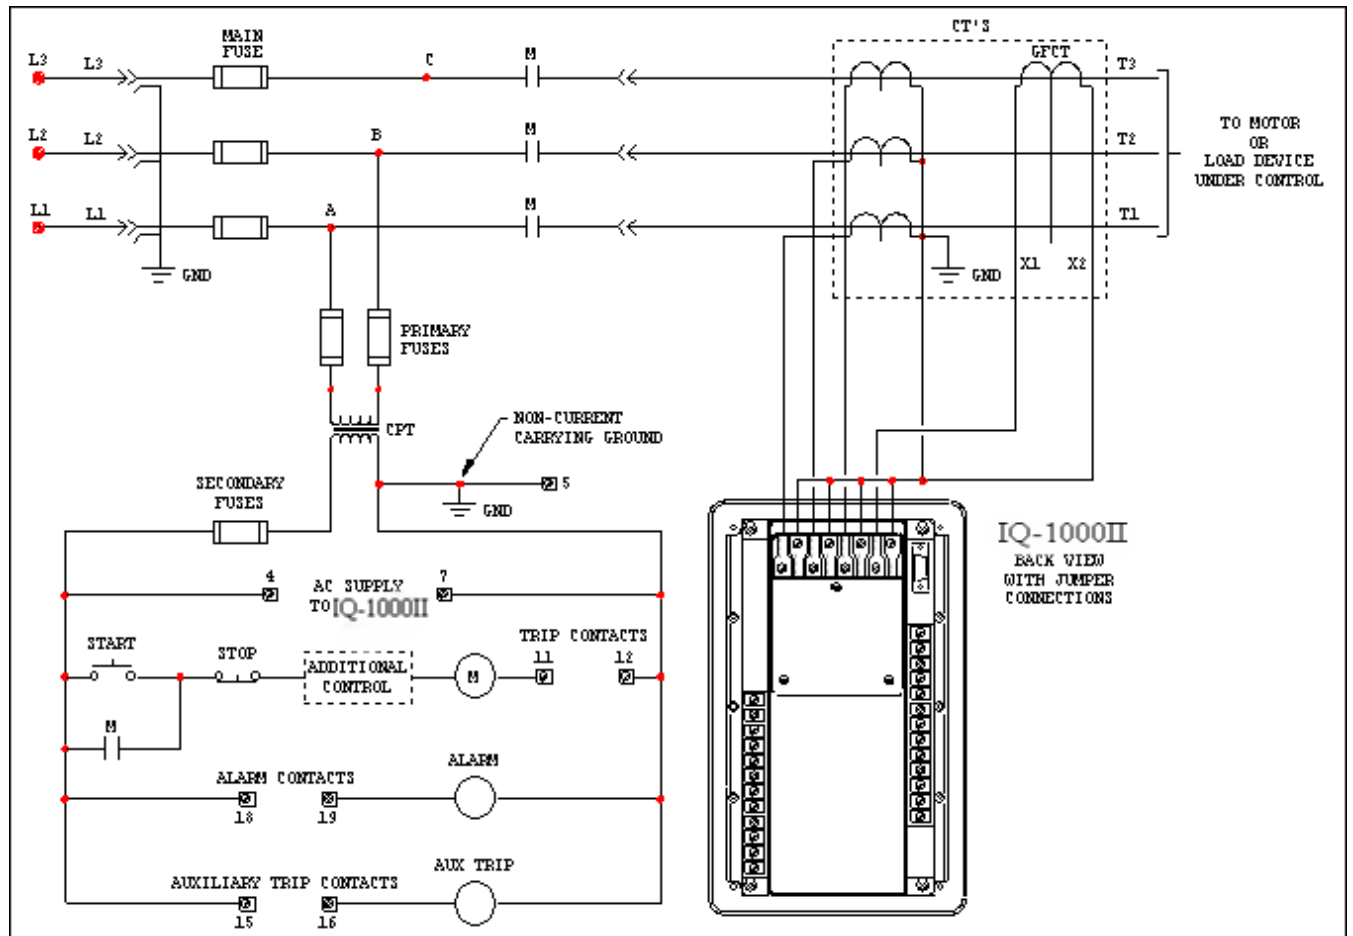 CT'S
MAIN
FUSE
GFCT
L3
L3
C
M
T3
L2
L2
B
M
T2
TO MOTOR
OR
LOAD DEVICE
UNDER CONTROL
L1
L1
A
M
T1
GND
GND
X1
X2
PRIMARY
FUSES
CPT
NON-CURRENT
CARRYING GROUND
SECONDARY
FUSES
5
GND
IQ-1000II
BACK VIEW
WITH JUMPER
CONNECTIONS
4
AC SUPPLY
TO IQ-1000II
7
START
STOP
ADDITIONAL
CONTROL
M
TRIP CONTACTS
11
12
M
ALARM CONTACTS
ALARM
18
19
AUXILIARY TRIP CONTACTS
AUX TRIP
15
16